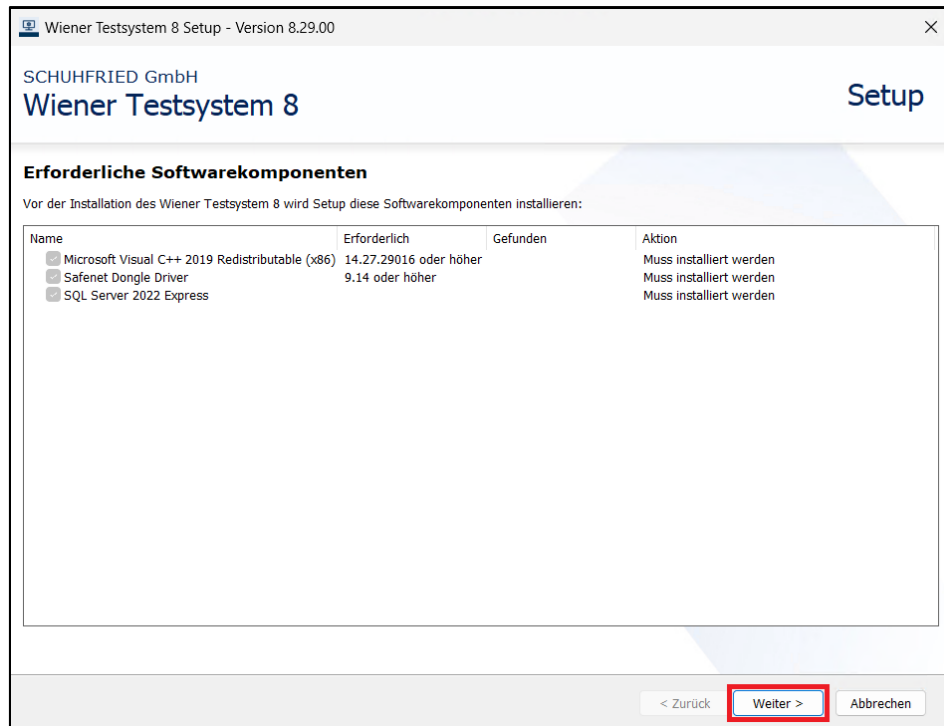 Wiener Testsystem 8 Setup - Version 8.29.00
SCHUHFRIED GmbH
Wiener Testsystem 8
Setup
Erforderliche Softwarekomponenten
Vor der Installation des Wiener Testsystem 8 wird Setup diese Softwarekomponenten installieren:
Name Erforderlich Gefunden Aktion
Microsoft Visual C++ 2019 Redistributable (x86) 14.27.29016 oder höher Muss installiert werden
Safenet Dongle Driver 9.14 oder höher Muss installiert werden
SQL Server 2022 Express Muss installiert werden
< Zurück Weiter > Abbrechen